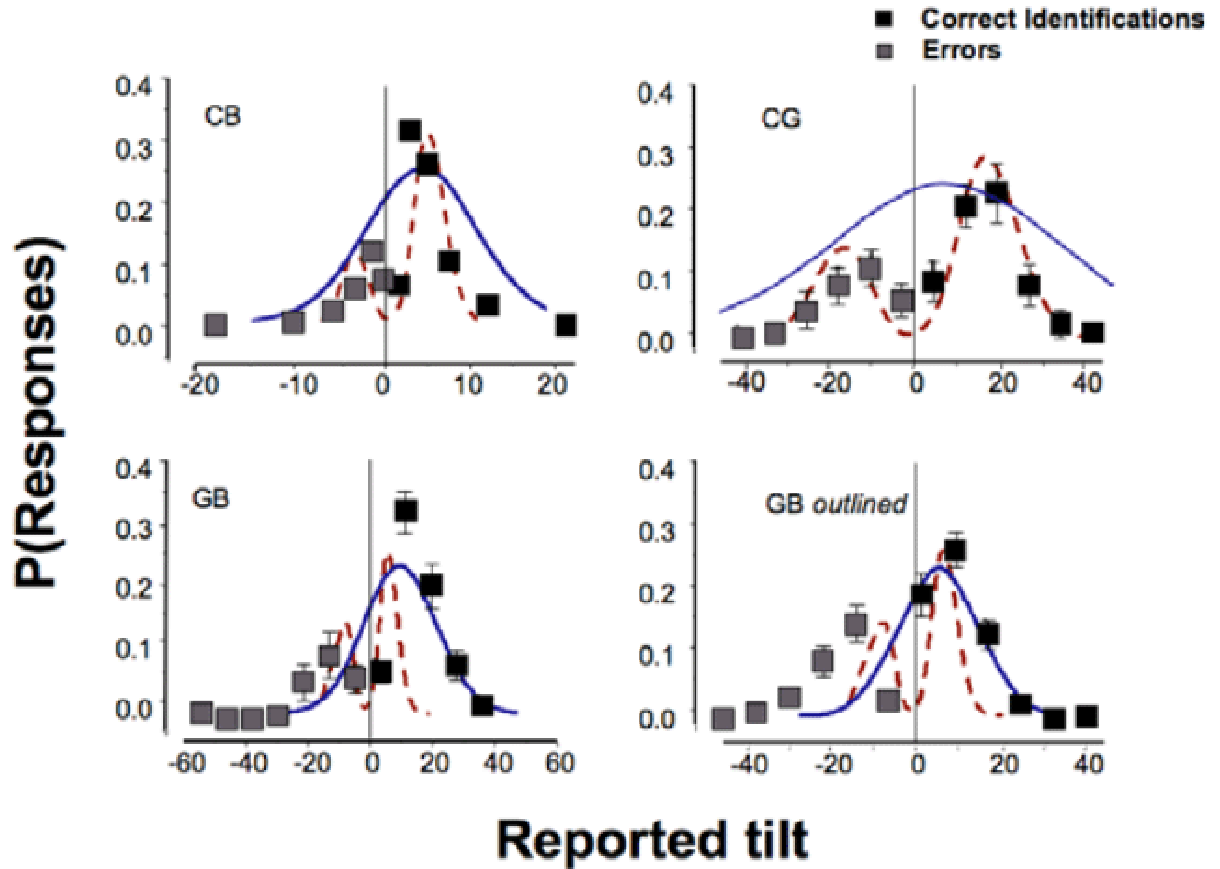 Correct Identifications
Errors
P(Responses)
CB
0.4
0.3
0.2
0.1
0.0
-20 -10 0 10 20
CG
0.4
0.3
0.2
0.1
0.0
-40 -20 0 20 40
GB
0.4
0.3
0.2
0.1
0.0
-60 -40 -20 0 20 40 60
GB outlined
0.4
0.3
0.2
0.1
0.0
-40 -20 0 20 40
Reported tilt